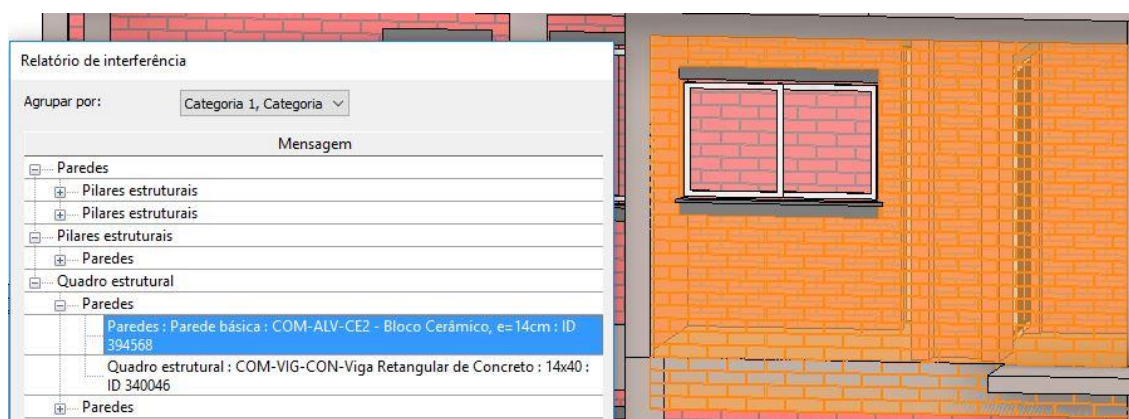 Relatório de interferência
Agrupar por: Categoria 1, Categoria
Mensagem
Paredes
Pilares estruturais
Pilares estruturais
Pilares estruturais
Paredes
Quadro estrutural
Paredes
Paredes : Parede básica : COM-ALV-CE2 - Bloco Cerâmico, e=14cm : ID
394568
Quadro estrutural : COM-VIG-CON-Viga Retangular de Concreto : 14x40 :
ID 340046
Paredes